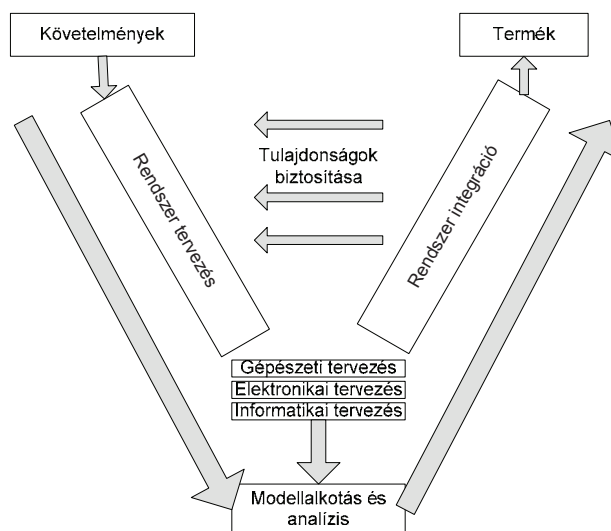 Követelmények
Termék
Rendszer tervezés
Tulajdonságok
biztosítása
Rendszer integráció
Gépészeti tervezés
Elektronikai tervezés
Informatikai tervezés
Modellalkotás és
analízis